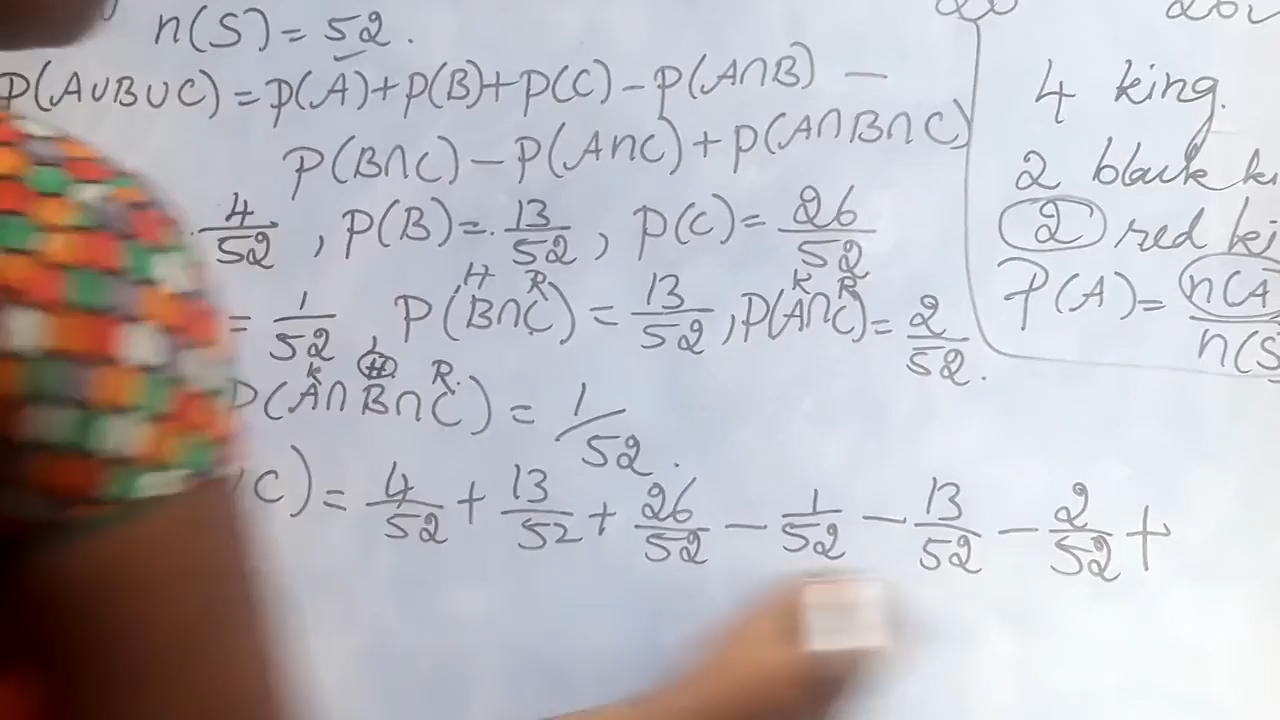 n(S) = 52.
P(A∪B∪C) = P(A) + P(B) + P(C) - P(A∩B) -
P(B∩C) - P(A∩C) + P(A∩B∩C)
4/52, P(B) = 13/52, P(C) = 26/52
H R K R
= 1/52, P(B∩C) = 13/52, P(A∩C) = 2/52.
K H R.
P(A∩B∩C) = 1/52.
C) = 4/52 + 13/52 + 26/52 - 1/52 - 13/52 - 2/52 +
4 king.
2 black
2 red
P(A) = n(A/n(S